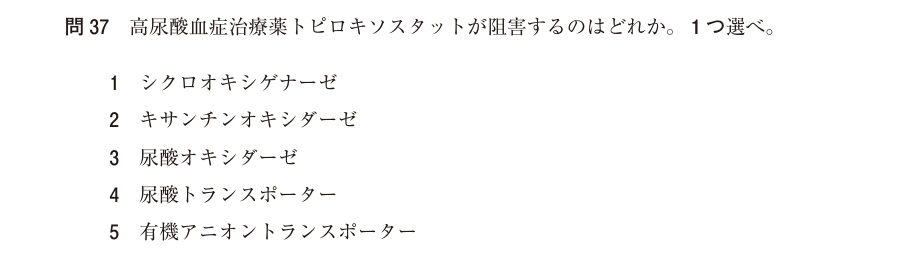 問 37 高尿酸血症治療薬トピロキソスタットが阻害するのはどれか。1つ選べ。
1 シクロオキシゲナーゼ
2 キサンチンオキシダーゼ
3 尿酸オキシダーゼ
4 尿酸トランスポーター
5 有機アニオントランスポーター